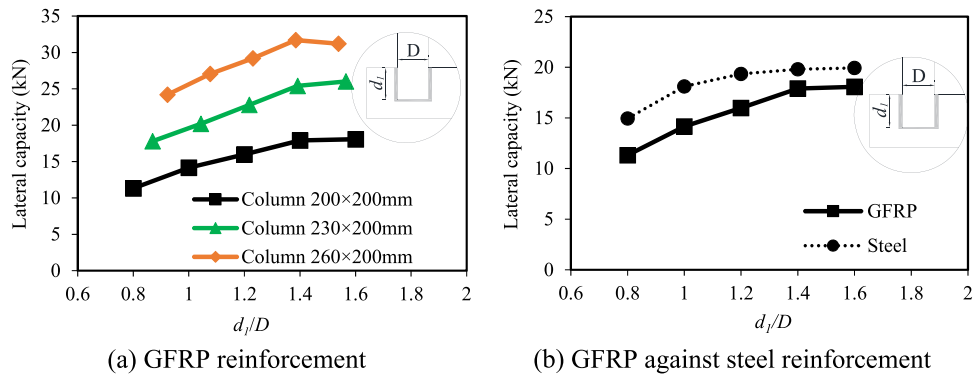 35
30
25
20
15
10
5
0
Lateral capacity (kN)
0.6 0.8 1 1.2 1.4 1.6 1.8 2
d₁/D
D
d₁
Column 200×200mm
Column 230×200mm
Column 260×200mm
(a) GFRP reinforcement
25
20
15
10
5
0
Lateral capacity (kN)
0.6 0.8 1 1.2 1.4 1.6 1.8 2
d₁/D
D
d₁
GFRP
Steel
(b) GFRP against steel reinforcement